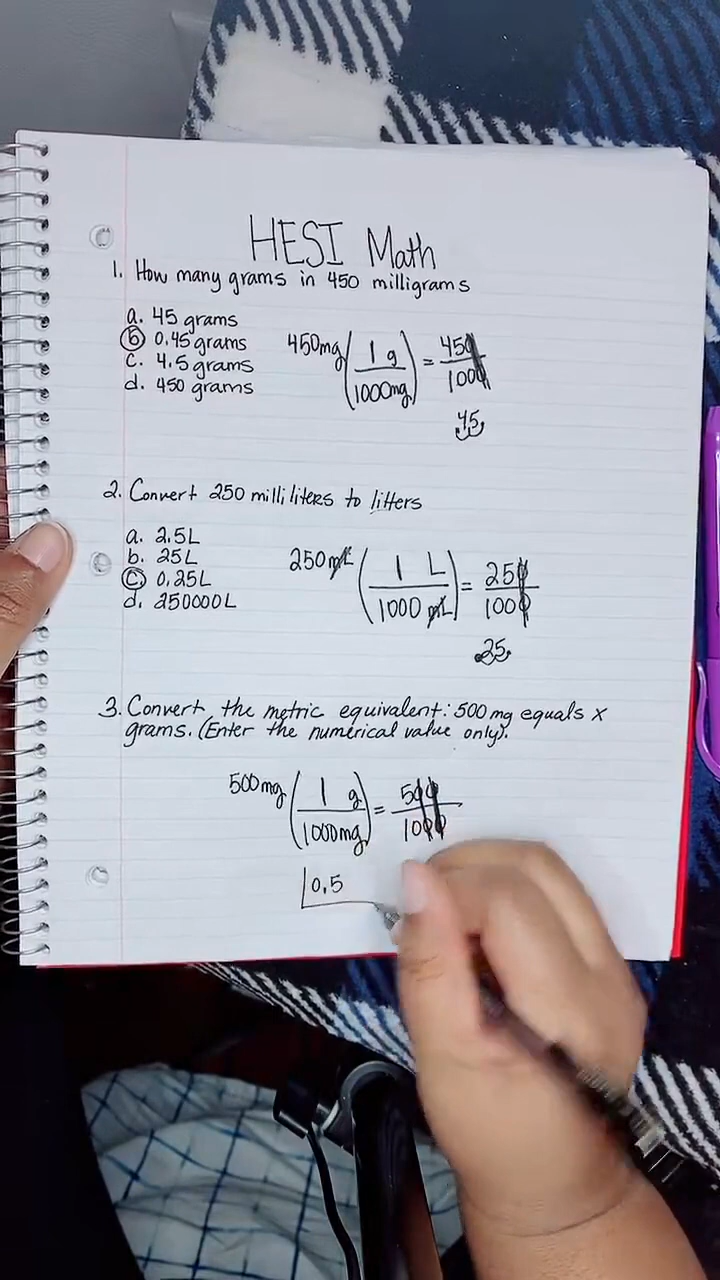 HESI Math
1. How many grams in 450 milligrams
a. 45 grams
b. 0.45 grams
c. 4.5 grams
d. 450 grams
450mg (1 g / 1000mg) = 450 / 1000
45
2. Convert 250 milliliters to litters
a. 2.5L
b. 25L
c. 0.25L
d. 250000L
250mL (1 L / 1000 mL) = 250 / 1000
.25
3. Convert the metric equivalent: 500 mg equals x
grams. (Enter the numerical value only).
500mg (1 g / 1000mg) = 500 / 1000
0.5